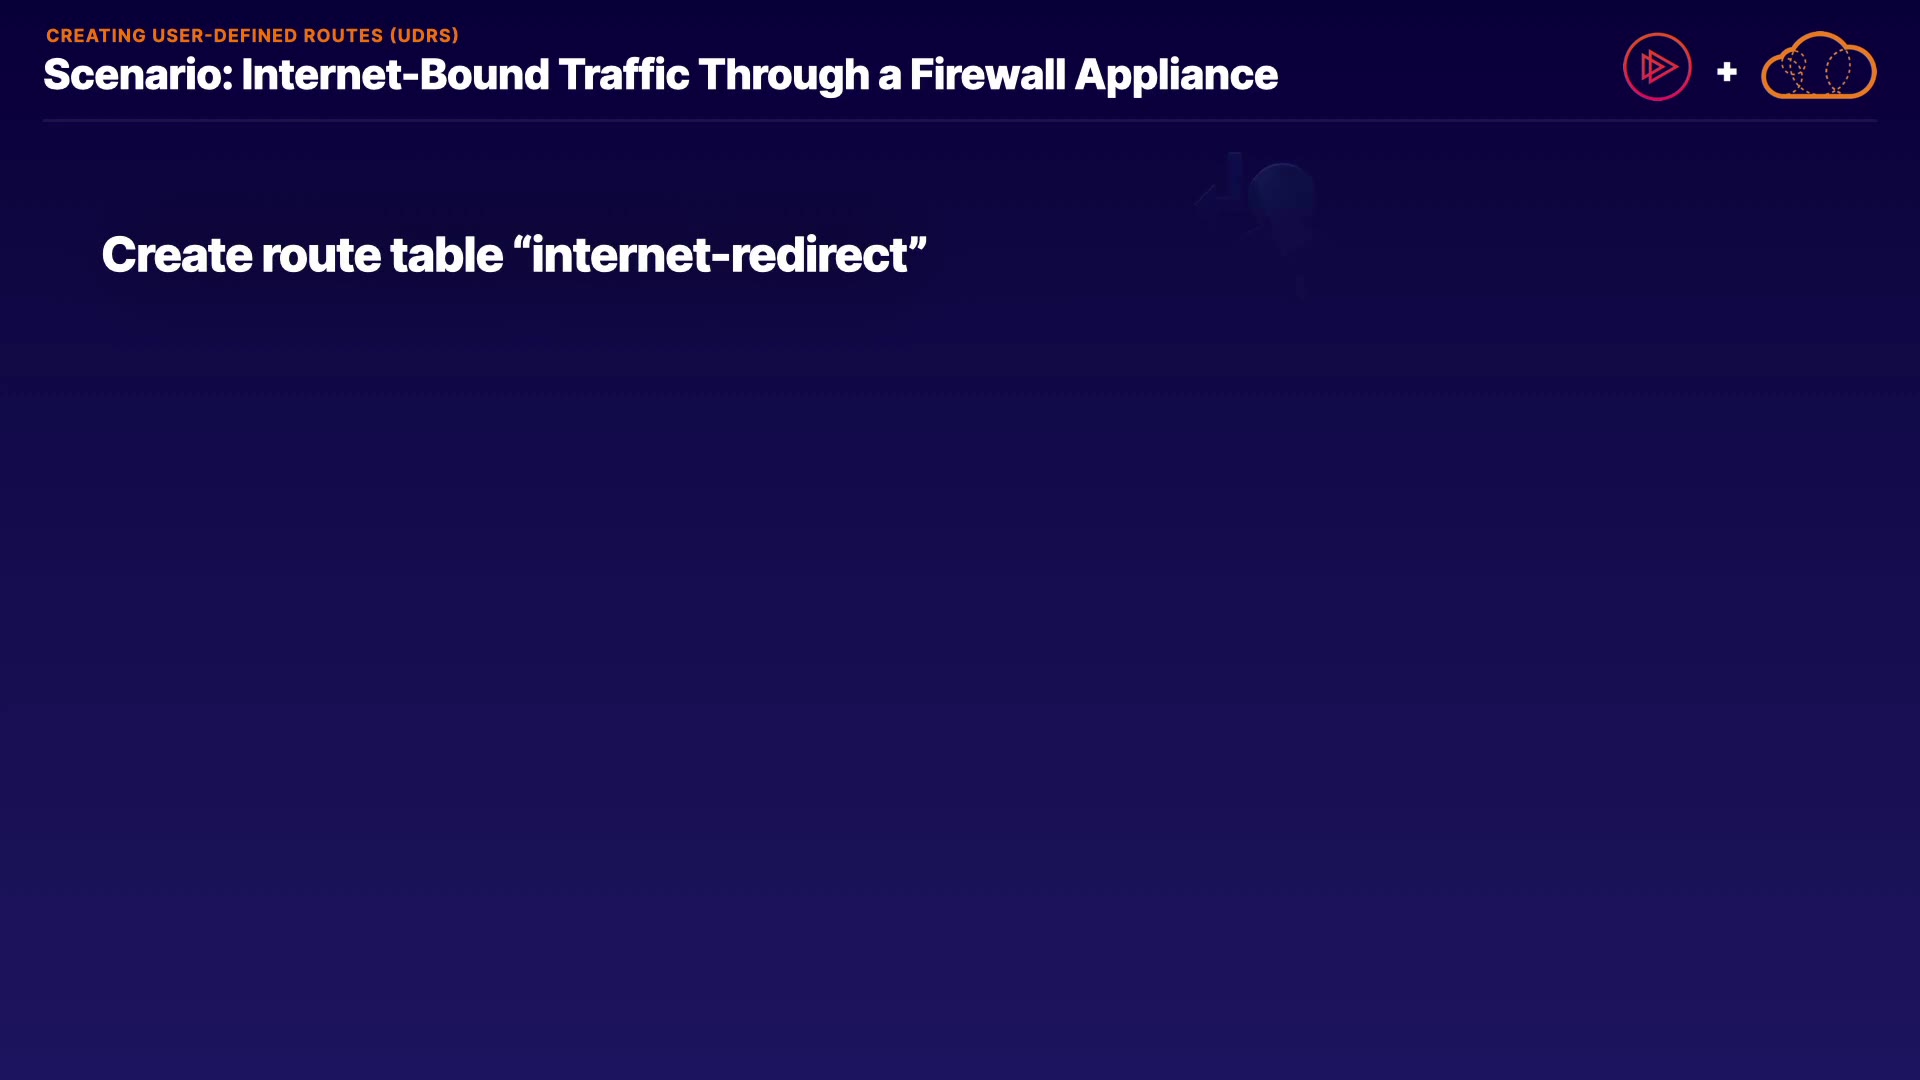 CREATING USER-DEFINED ROUTES (UDRS)
Scenario: Internet-Bound Traffic Through a Firewall Appliance
+
Create route table “internet-redirect”